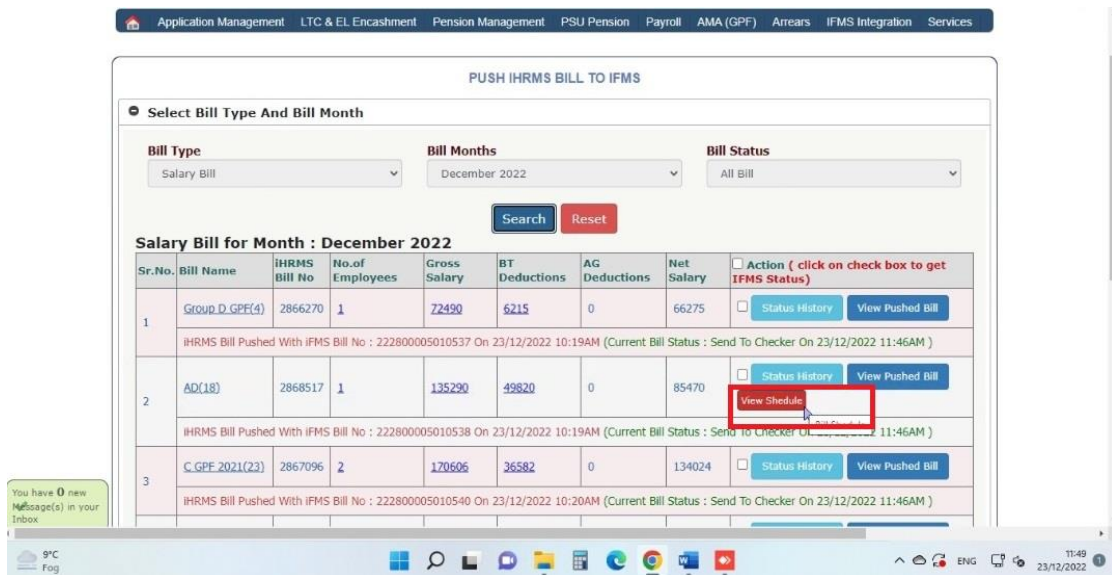 Application Management LTC & EL Encashment Pension Management PSU Pension Payroll AMA (GPF) Arrears IFMS Integration Services
PUSH IHRMS BILL TO IFMS
Select Bill Type And Bill Month
Bill Type Bill Months Bill Status
Salary Bill December 2022 All Bill
Search Reset
Salary Bill for Month : December 2022
Sr.No. Bill Name iHRMS Bill No No.of Employees Gross Salary BT Deductions AG Deductions Net Salary Action ( click on check box to get IFMS Status)
1 Group D GPF(4) 2866270 1 72490 6215 0 66275 Status History View Pushed Bill
iHRMS Bill Pushed With iFMS Bill No : 222800005010537 On 23/12/2022 10:19AM (Current Bill Status : Send To Checker On 23/12/2022 11:46AM )
2 AD(18) 2868517 1 135290 49820 0 85470 Status History View Pushed Bill
View Shedule
iHRMS Bill Pushed With iFMS Bill No : 222800005010538 On 23/12/2022 10:19AM (Current Bill Status : Send To Checker 11:46AM )
3 C GPF 2021(23) 2867096 2 170606 36582 0 134024 Status History View Pushed Bill
iHRMS Bill Pushed With iFMS Bill No : 222800005010540 On 23/12/2022 10:20AM (Current Bill Status : Send To Checker On 23/12/2022 11:46AM )
You have 0 new
Message(s) in your
Inbox
9°C
Fog
ENG
11:49
23/12/2022
1